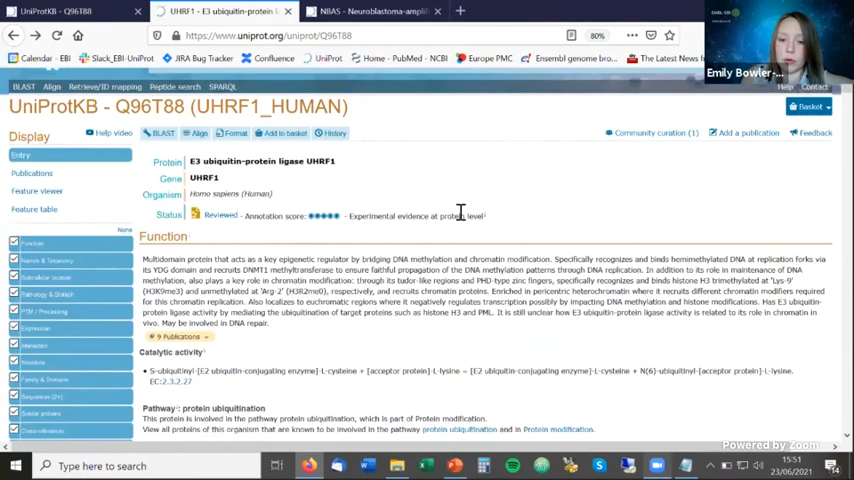 UniProtKB - Q96T88
UHRF1 - E3 ubiquitin-protein li
NBAS - Neuroblastoma-amplif
https://www.uniprot.org/uniprot/Q96T88
80%
Calendar - EBI
Slack_EBI-UniProt
JIRA Bug Tracker
Confluence
UniProt
Home - PubMed - NCBI
Europe PMC
Ensembl genome bro...
The Latest News f
Emily Bowler-...
BLAST Align Retrieve/ID mapping Peptide search SPARQL
Help Contact
UniProtKB - Q96T88 (UHRF1_HUMAN)
Basket
Display
Help video
BLAST Align Format Add to basket History
Community curation (1) Add a publication Feedback
Entry
Publications
Feature viewer
Feature table
None
Protein E3 ubiquitin-protein ligase UHRF1
Gene UHRF1
Organism Homo sapiens (Human)
Status Reviewed - Annotation score: - Experimental evidence at protein level
Function
Names & Taxonomy
Subcellular location
Pathology & Biotech
PTM / Processing
Expression
Interaction
Structure
Family & Domains
Sequences (2+)
Similar proteins
Cross-references
Function
Multidomain protein that acts as a key epigenetic regulator by bridging DNA methylation and chromatin modification. Specifically recognizes and binds hemimethylated DNA at replication forks via
its YDG domain and recruits DNMT1 methyltransferase to ensure faithful propagation of the DNA methylation patterns through DNA replication. In addition to its role in maintenance of DNA
methylation, also plays a key role in chromatin modification: through its tudor-like regions and PHD-type zinc fingers, specifically recognizes and binds histone H3 trimethylated at 'Lys-9'
(H3K9me3) and unmethylated at 'Arg-2' (H3R2me0), respectively, and recruits chromatin proteins. Enriched in pericentric heterochromatin where it recruits different chromatin modifiers required
for this chromatin replication. Also localizes to euchromatic regions where it negatively regulates transcription possibly by impacting DNA methylation and histone modifications. Has E3 ubiquitin-
protein ligase activity by mediating the ubiquitination of target proteins such as histone H3 and PML. It is still unclear how E3 ubiquitin-protein ligase activity is related to its role in chromatin in
vivo. May be involved in DNA repair.
9 Publications
Catalytic activity
S-ubiquitinyl-[E2 ubiquitin-conjugating enzyme]-L-cysteine + [acceptor protein]-L-lysine = [E2 ubiquitin-conjugating enzyme]-L-cysteine + N(6)-ubiquitinyl-[acceptor protein]-L-lysine.
EC:2.3.2.27
Pathway: protein ubiquitination
This protein is involved in the pathway protein ubiquitination, which is part of Protein modification.
View all proteins of this organism that are known to be involved in the pathway protein ubiquitination and in Protein modification.
Powered by Zoom
Type here to search
15:51
23/06/2021